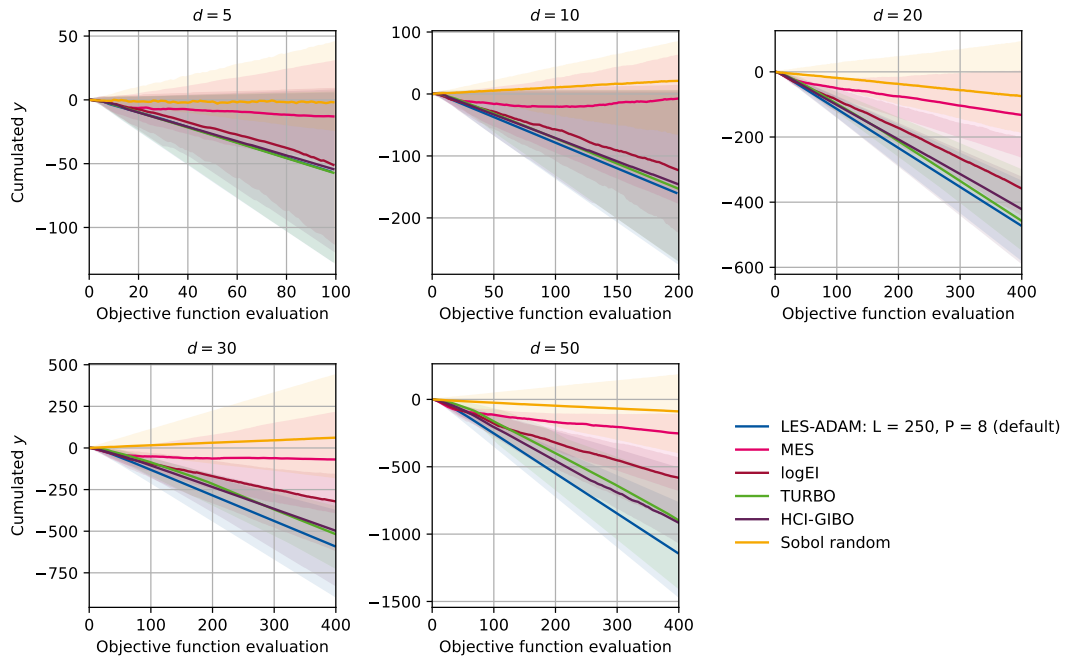 d = 5
50
0
−50
−100
0 20 40 60 80 100
Cumulated y
Objective function evaluation
d = 10
100
0
−100
−200
0 50 100 150 200
Objective function evaluation
d = 20
0
−200
−400
−600
0 100 200 300 400
Objective function evaluation
d = 30
500
250
0
−250
−500
−750
0 100 200 300 400
Cumulated y
Objective function evaluation
d = 50
0
−500
−1000
−1500
0 100 200 300 400
Objective function evaluation
LES-ADAM: L = 250, P = 8 (default)
MES
logEI
TURBO
HCI-GIBO
Sobol random